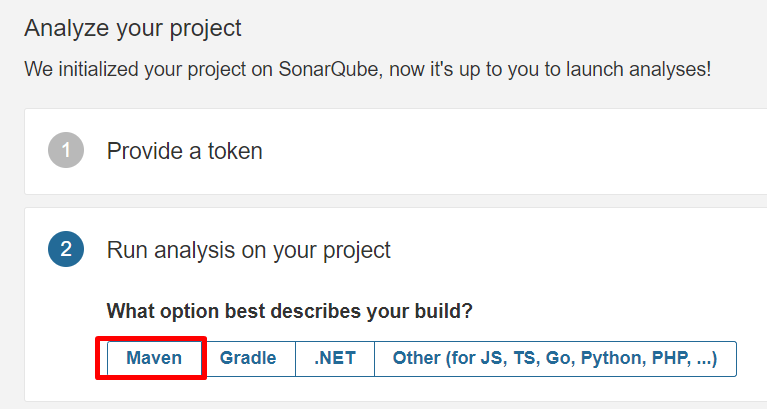 Analyze your project
We initialized your project on SonarQube, now it's up to you to launch analyses!
1 Provide a token
2 Run analysis on your project
What option best describes your build?
Maven Gradle .NET Other (for JS, TS, Go, Python, PHP, ...)